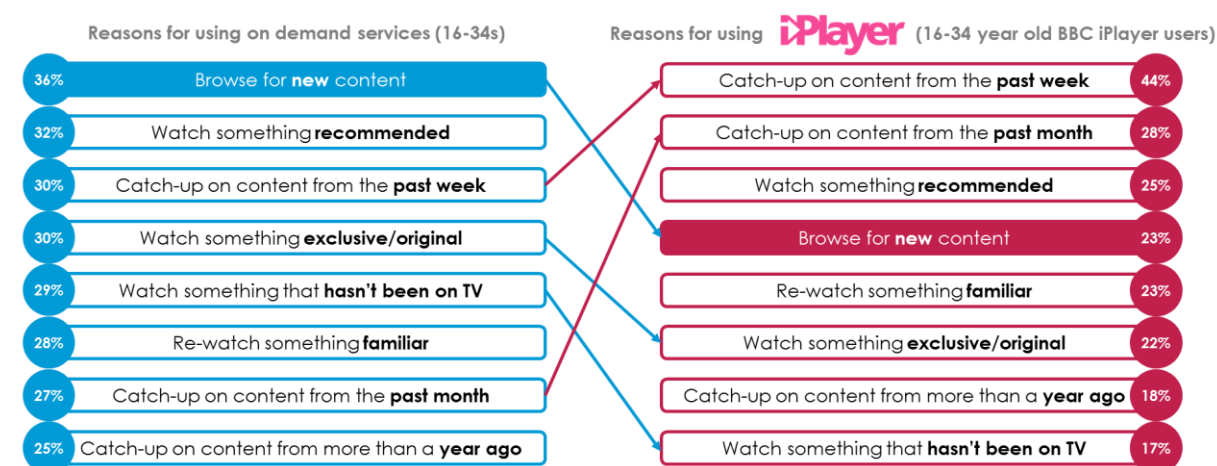 Reasons for using on demand services (16-34s)
36% Browse for new content
32% Watch something recommended
30% Catch-up on content from the past week
30% Watch something exclusive/original
29% Watch something that hasn't been on TV
28% Re-watch something familiar
27% Catch-up on content from the past month
25% Catch-up on content from more than a year ago
Reasons for using iPlayer (16-34 year old BBC iPlayer users)
Catch-up on content from the past week 44%
Catch-up on content from the past month 28%
Watch something recommended 25%
Browse for new content 23%
Re-watch something familiar 23%
Watch something exclusive/original 22%
Catch-up on content from more than a year ago 18%
Watch something that hasn't been on TV 17%